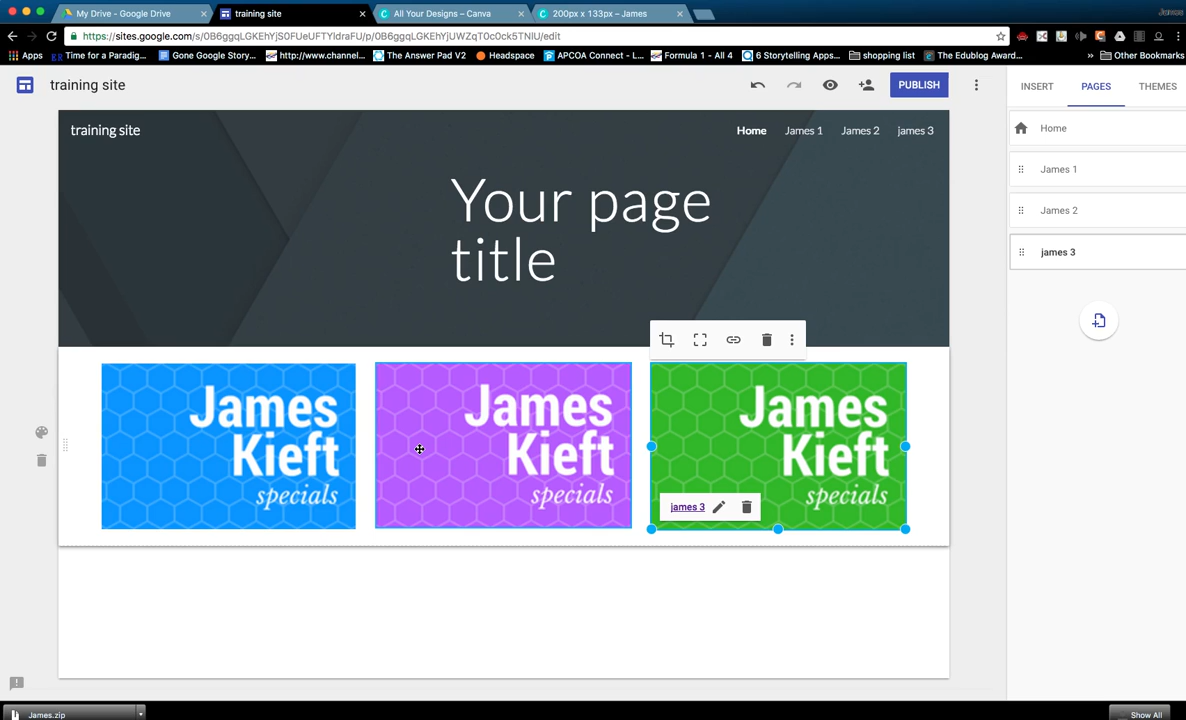 James
My Drive – Google Drive
training site
All Your Designs – Canva
200px x 133px – James
https://sites.google.com/s/0B6ggqLGKEhYjS0FUeUFTYldraFU/p/0B6ggqLGKEhYjUWZqT0c0ck5TNlU/edit
Apps
Time for a Paradig...
Gone Google Story...
http://www.channel...
The Answer Pad V2
Headspace
APCOA Connect - L...
Formula 1 - All 4
6 Storytelling Apps...
shopping list
The Edublog Award...
»
Other Bookmarks
training site
PUBLISH
INSERT
PAGES
THEMES
training site
Home
James 1
James 2
james 3
Your page
title
Home
James 1
James 2
james 3
James
Kieft
specials
James
Kieft
specials
James
Kieft
specials
james 3
James.zip
Show All